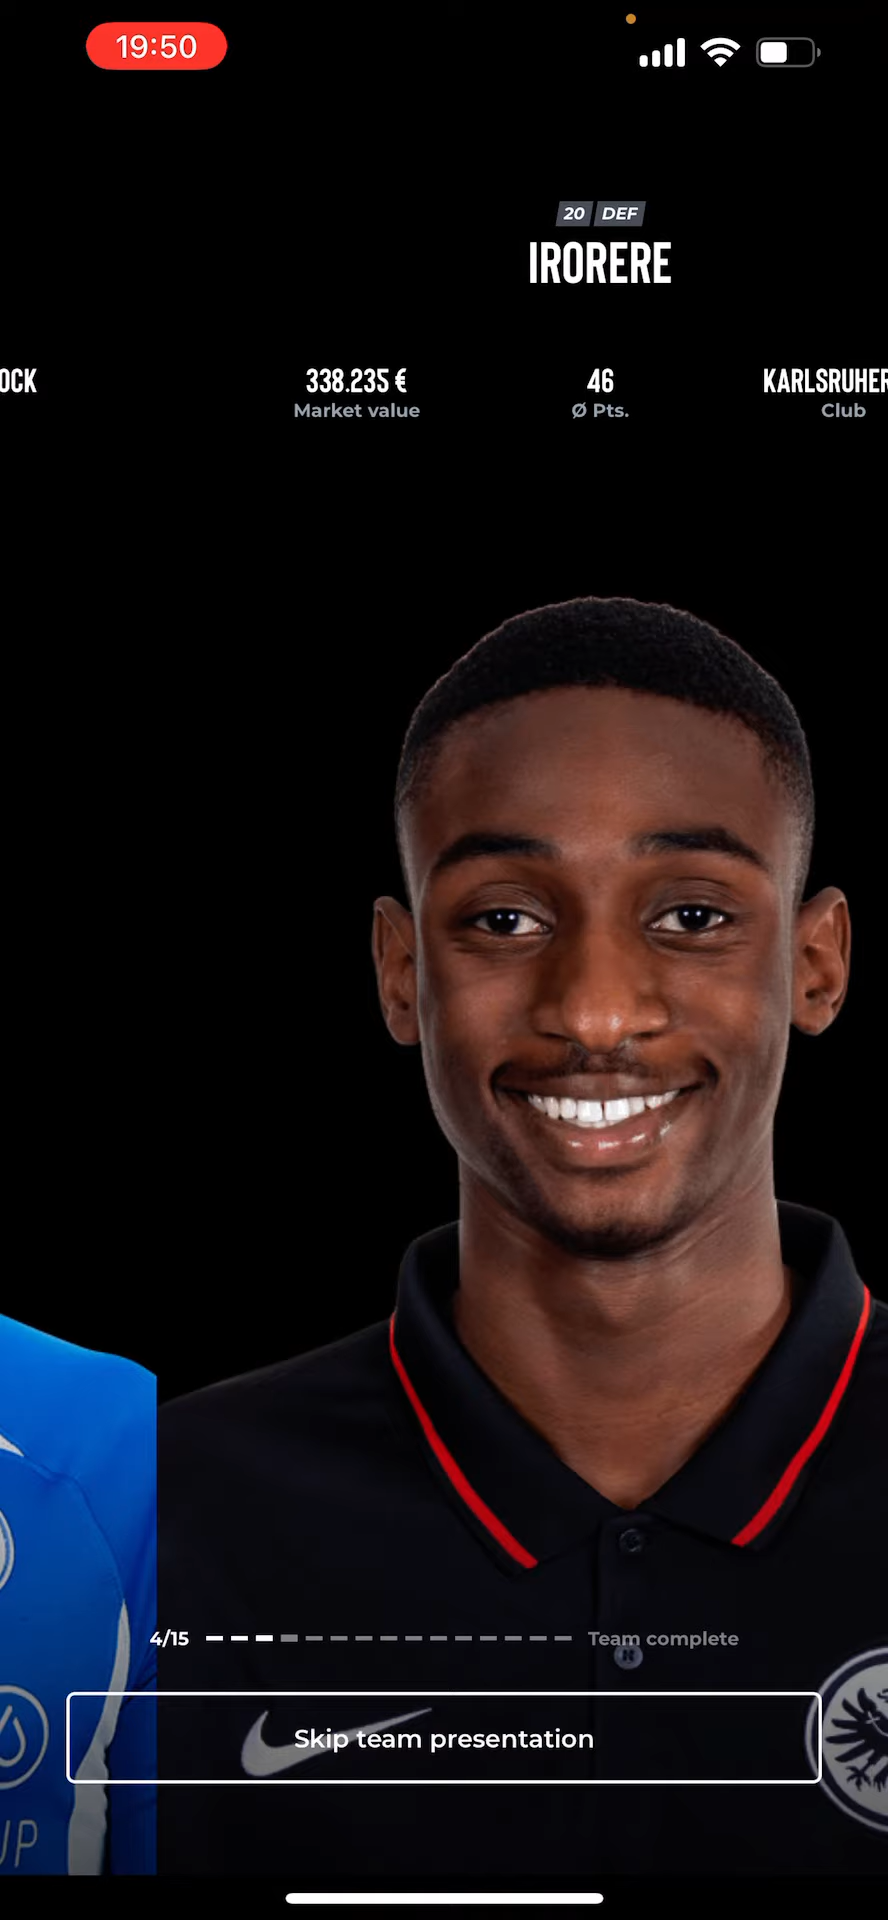 19:50
20 DEF
IRORERE
OCK
338.235 €
46
KARLSRUHER
Market value
Ø Pts.
Club
4/15
Team complete
Skip team presentation
UP